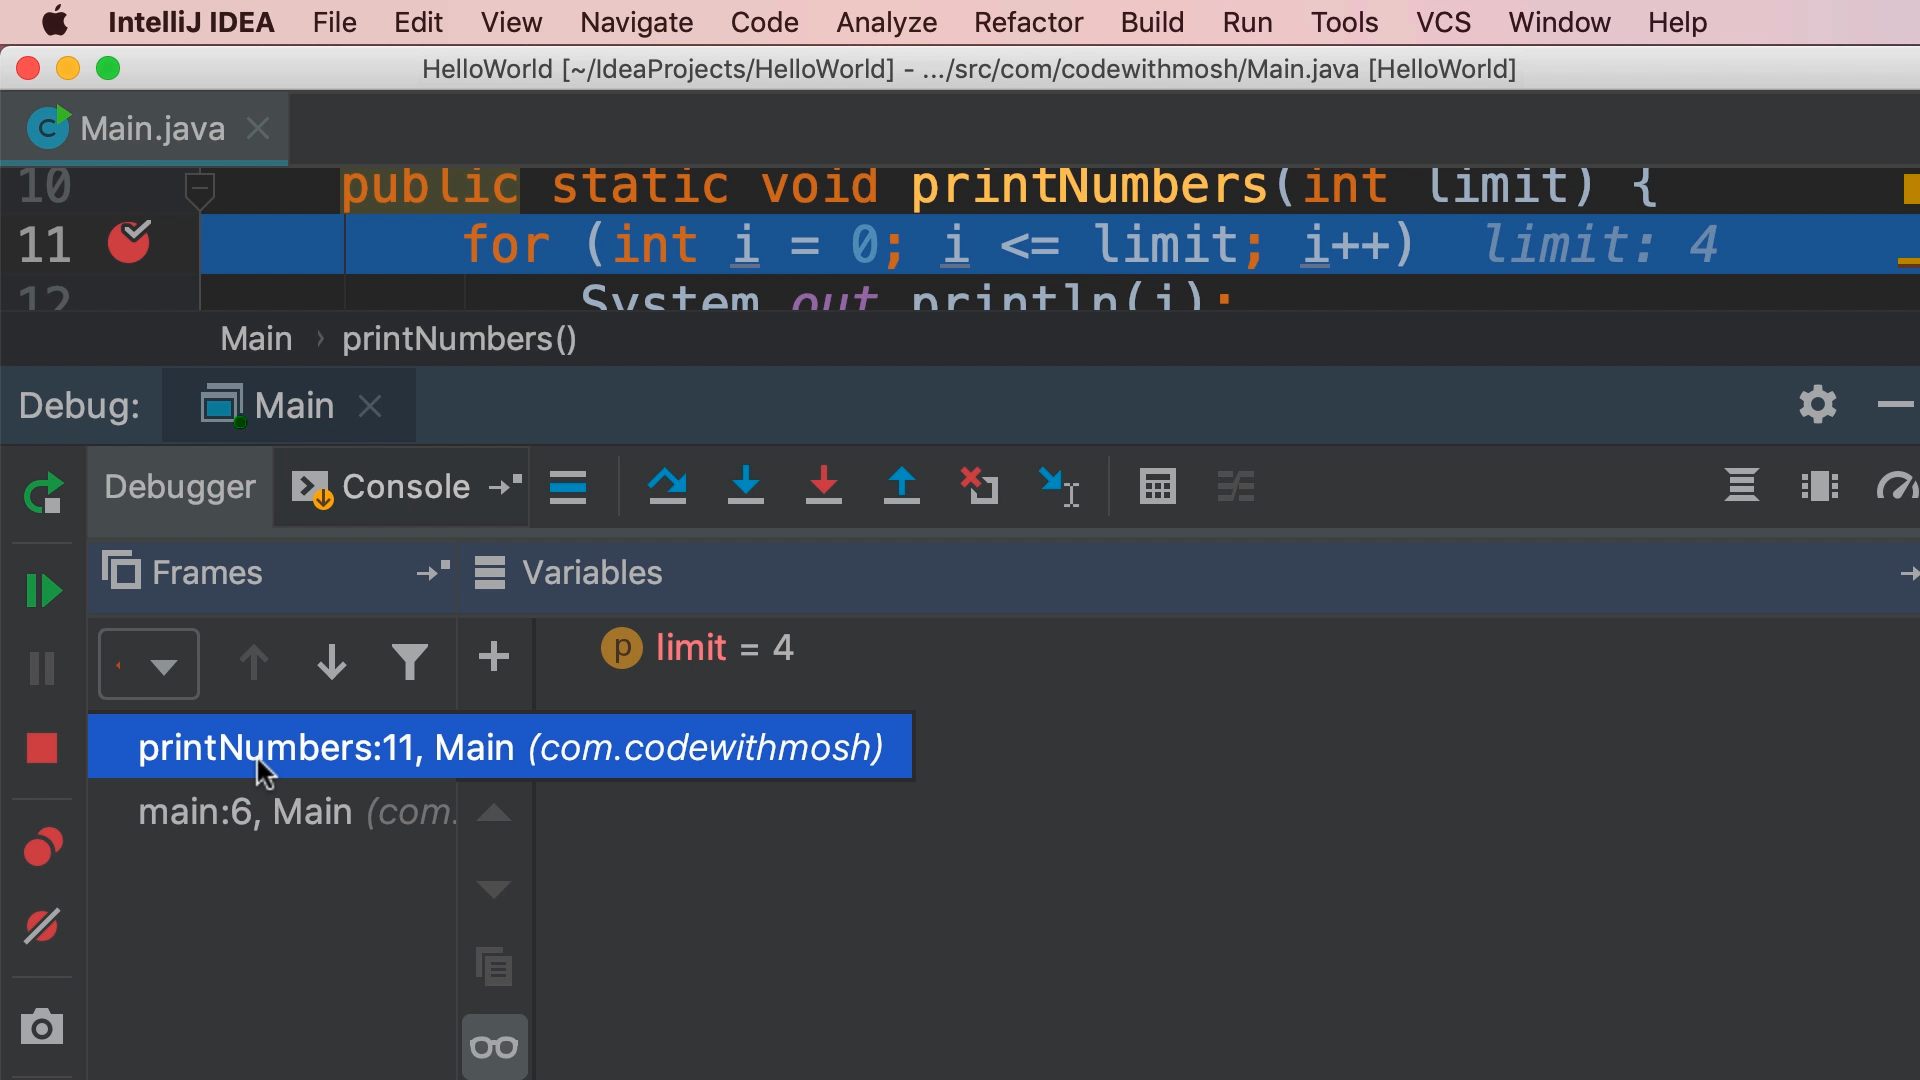 IntelliJ IDEA File Edit View Navigate Code Analyze Refactor Build Run Tools VCS Window Help
HelloWorld [~/IdeaProjects/HelloWorld] - .../src/com/codewithmosh/Main.java [HelloWorld]
C Main.java
10 public static void printNumbers(int limit) {
11 for (int i = 0; i <= limit; i++) limit: 4
12 System out println(i);
Main › printNumbers()
Debug: Main
Debugger Console
Frames Variables
p limit = 4
printNumbers:11, Main (com.codewithmosh)
main:6, Main (com.